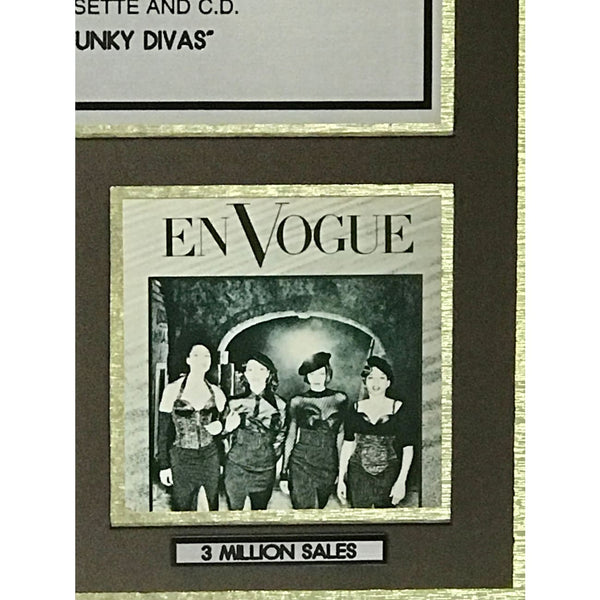 SETTE AND C.D.
UNKY DIVAS"
EN VOGUE
3 MILLION SALES